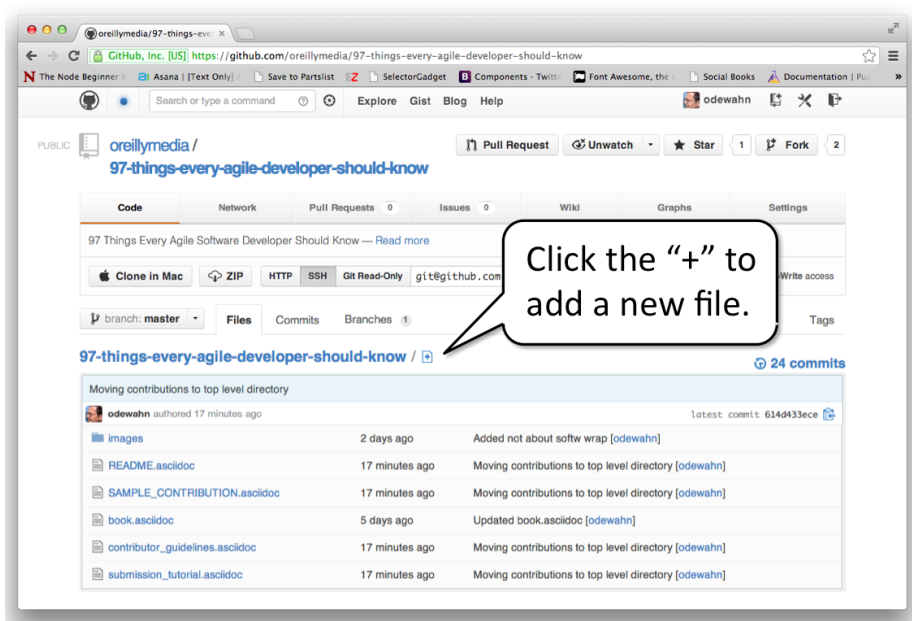 oreillymedia/97-things-eve ×
GitHub, Inc. [US] https://github.com/oreillymedia/97-things-every-agile-developer-should-know
The Node Beginner Asana | [Text Only] Save to Partslist SelectorGadget Components · Twitte Font Awesome, the Social Books Documentation | Pu »
Search or type a command Explore Gist Blog Help odewahn
PUBLIC oreillymedia / Pull Request Unwatch Star 1 Fork 2
97-things-every-agile-developer-should-know
Code Network Pull Requests 0 Issues 0 Wiki Graphs Settings
97 Things Every Agile Software Developer Should Know — Read more
Click the “+” to
add a new file.
Clone in Mac ZIP HTTP SSH Git Read-Only git@github.com Write access
branch: master Files Commits Branches 1 Tags
97-things-every-agile-developer-should-know / +
24 commits
Moving contributions to top level directory
odewahn authored 17 minutes ago latest commit 614d433ece
images 2 days ago Added not about softw wrap [odewahn]
README.asciidoc 17 minutes ago Moving contributions to top level directory [odewahn]
SAMPLE_CONTRIBUTION.asciidoc 17 minutes ago Moving contributions to top level directory [odewahn]
book.asciidoc 5 days ago Updated book.asciidoc [odewahn]
contributor_guidelines.asciidoc 17 minutes ago Moving contributions to top level directory [odewahn]
submission_tutorial.asciidoc 17 minutes ago Moving contributions to top level directory [odewahn]